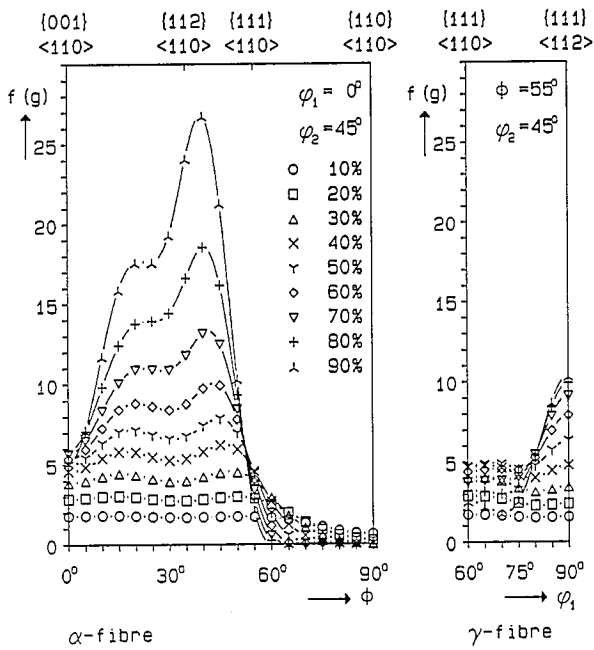 {001} {112} {111} {110} {111} {111}
<110> <110> <110> <110> <110> <112>
f (g) φ₁ = 0° f (g) Φ =55°
φ₂=45° φ₂=45°
25 25
○ 10%
□ 20%
20 △ 30% 20
× 40%
50%
15 ◇ 60% 15
▽ 70%
+ 80%
10 90% 10
5 5
0 0
0° 30° 60° 90° 60° 75° 90°
Φ φ₁
α-fibre γ-fibre